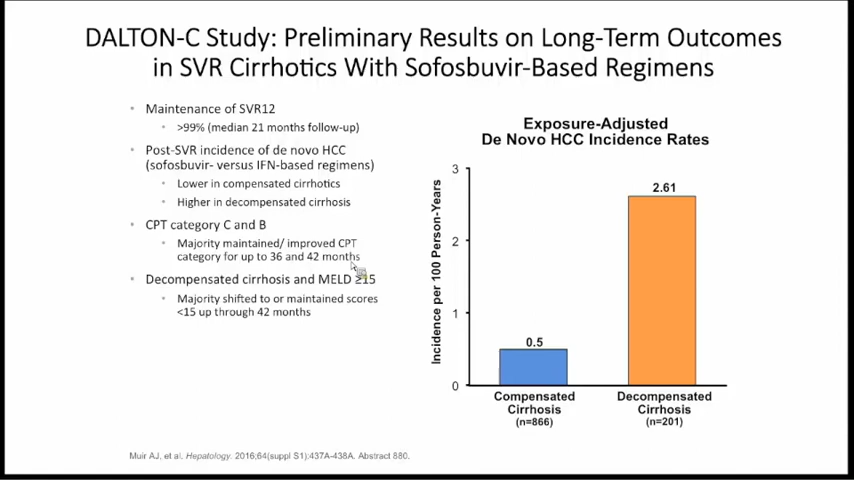 DALTON-C Study: Preliminary Results on Long-Term Outcomes
in SVR Cirrhotics With Sofosbuvir-Based Regimens
• Maintenance of SVR12
• >99% (median 21 months follow-up)
• Post-SVR incidence of de novo HCC
(sofosbuvir- versus IFN-based regimens)
• Lower in compensated cirrhotics
• Higher in decompensated cirrhosis
• CPT category C and B
• Majority maintained/ improved CPT
category for up to 36 and 42 months
• Decompensated cirrhosis and MELD ≥15
• Majority shifted to or maintained scores
<15 up through 42 months
Exposure-Adjusted
De Novo HCC Incidence Rates
Incidence per 100 Person-Years
3
2
1
0
0.5
2.61
Compensated
Cirrhosis
(n=866)
Decompensated
Cirrhosis
(n=201)
Muir AJ, et al. Hepatology. 2016;64(suppl S1):437A-438A. Abstract 880.